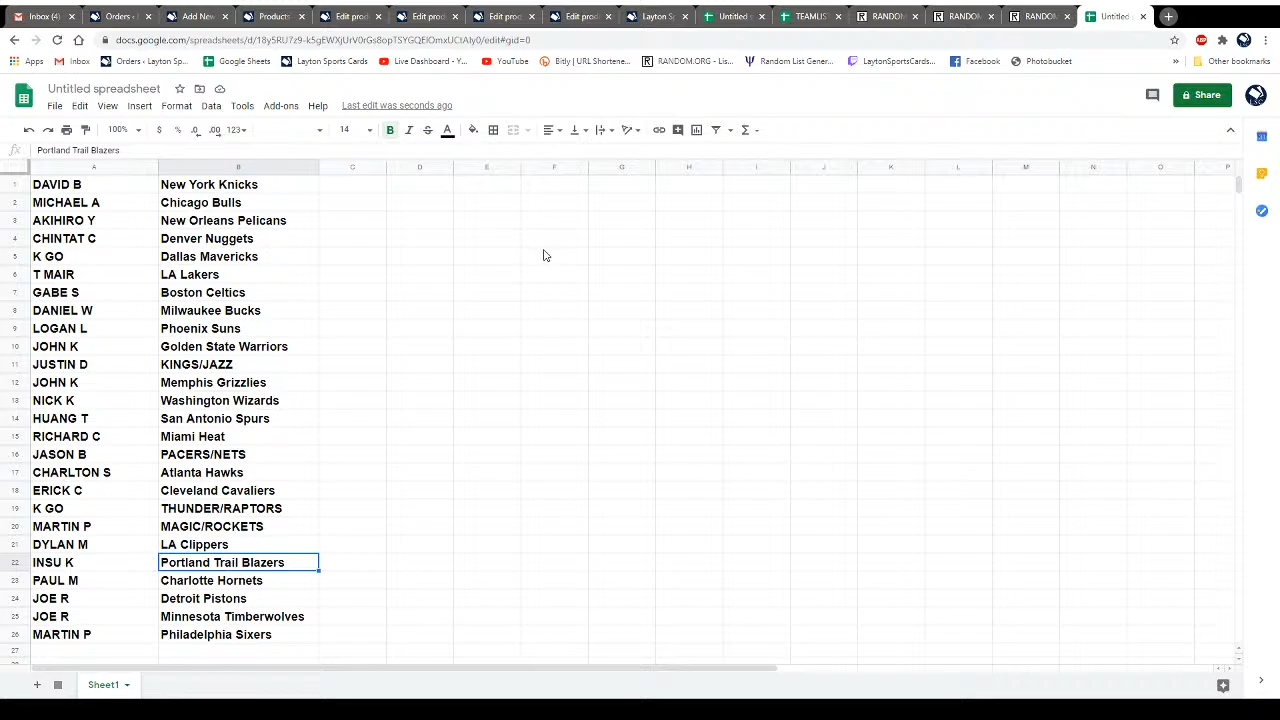 Inbox (4)
Orders ‹ L
Add New
Products
Edit prod
Edit prod
Edit prod
Edit produ
Layton Sp
Untitled s
TEAMLIST
RANDOM
RANDOM
RANDOM
Untitled
docs.google.com/spreadsheets/d/18y5RU7z9-k5gEWXjUrV0rGs8opTSYGQEIOmxUCtAIy0/edit#gid=0
Apps Inbox Orders ‹ Layton Sp... Google Sheets Layton Sports Cards Live Dashboard - Y... YouTube Bitly | URL Shortene... RANDOM.ORG - Lis... Random List Gener... LaytonSportsCards... Facebook Photobucket » Other bookmarks
Untitled spreadsheet
File Edit View Insert Format Data Tools Add-ons Help Last edit was seconds ago
Share
100% $ % .0 .00 123 14 B I S A Σ
fx Portland Trail Blazers
A B C D E F G H I J K L M N O P
1 DAVID B New York Knicks
2 MICHAEL A Chicago Bulls
3 AKIHIRO Y New Orleans Pelicans
4 CHINTAT C Denver Nuggets
5 K GO Dallas Mavericks
6 T MAIR LA Lakers
7 GABE S Boston Celtics
8 DANIEL W Milwaukee Bucks
9 LOGAN L Phoenix Suns
10 JOHN K Golden State Warriors
11 JUSTIN D KINGS/JAZZ
12 JOHN K Memphis Grizzlies
13 NICK K Washington Wizards
14 HUANG T San Antonio Spurs
15 RICHARD C Miami Heat
16 JASON B PACERS/NETS
17 CHARLTON S Atlanta Hawks
18 ERICK C Cleveland Cavaliers
19 K GO THUNDER/RAPTORS
20 MARTIN P MAGIC/ROCKETS
21 DYLAN M LA Clippers
22 INSU K Portland Trail Blazers
23 PAUL M Charlotte Hornets
24 JOE R Detroit Pistons
25 JOE R Minnesota Timberwolves
26 MARTIN P Philadelphia Sixers
27
Sheet1